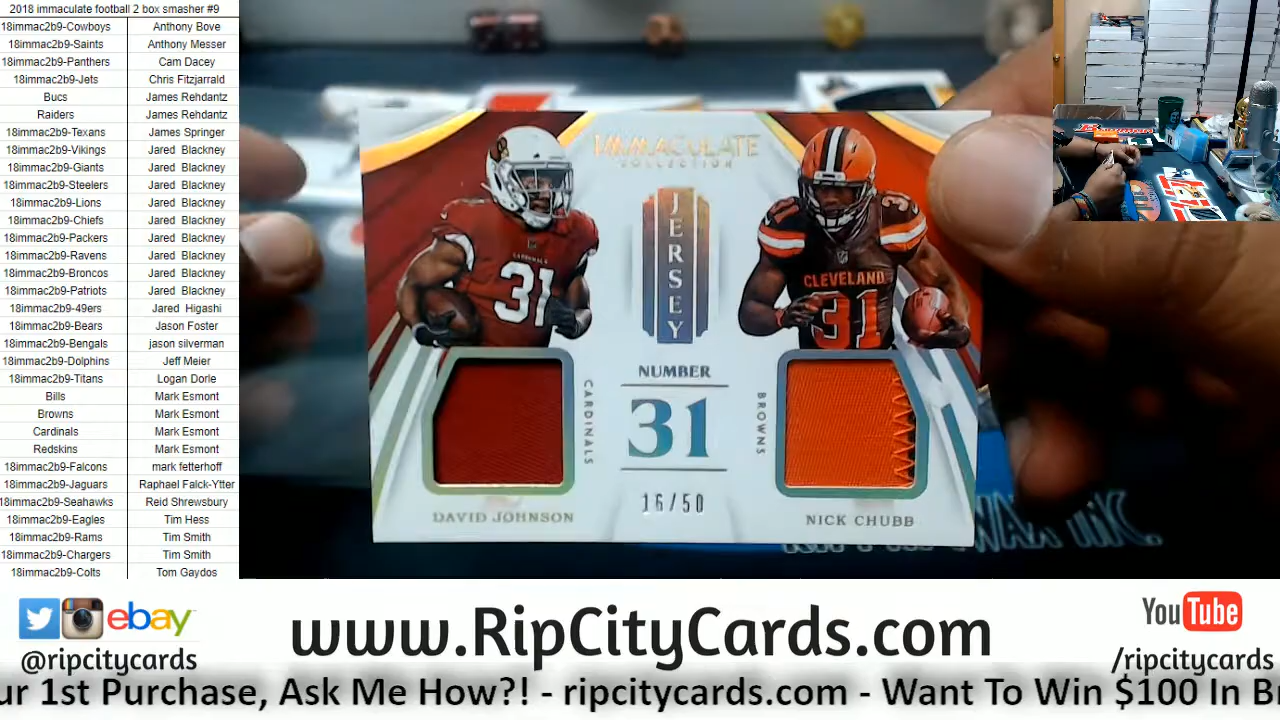 2018 immaculate football 2 box smasher #9
18immac2b9-Cowboys Anthony Bove
18immac2b9-Saints Anthony Messer
18immac2b9-Panthers Cam Dacey
18immac2b9-Jets Chris Fitzjarrald
Bucs James Rehdantz
Raiders James Rehdantz
18immac2b9-Texans James Springer
18immac2b9-Vikings Jared Blackney
18immac2b9-Giants Jared Blackney
18immac2b9-Steelers Jared Blackney
18immac2b9-Lions Jared Blackney
18immac2b9-Chiefs Jared Blackney
18immac2b9-Packers Jared Blackney
18immac2b9-Ravens Jared Blackney
18immac2b9-Broncos Jared Blackney
18immac2b9-Patriots Jared Blackney
18immac2b9-49ers Jared Higashi
18immac2b9-Bears Jason Foster
18immac2b9-Bengals jason silverman
18immac2b9-Dolphins Jeff Meier
18immac2b9-Titans Logan Dorle
Bills Mark Esmont
Browns Mark Esmont
Cardinals Mark Esmont
Redskins Mark Esmont
18immac2b9-Falcons mark fetterhoff
18immac2b9-Jaguars Raphael Falck-Ytter
18immac2b9-Seahawks Reid Shrewsbury
18immac2b9-Eagles Tim Hess
18immac2b9-Rams Tim Smith
18immac2b9-Chargers Tim Smith
18immac2b9-Colts Tom Gaydos
IMMACULATE
COLLECTION
JERSEY
NUMBER
31
16/50
CARDINALS
BROWNS
CARDINALS
31
31
CLEVELAND
31
DAVID JOHNSON
NICK CHUBB
ebay
@ripcitycards
www.RipCityCards.com
YouTube
/ripcitycards
ur 1st Purchase, Ask Me How?! - ripcitycards.com - Want To Win $100 In Br